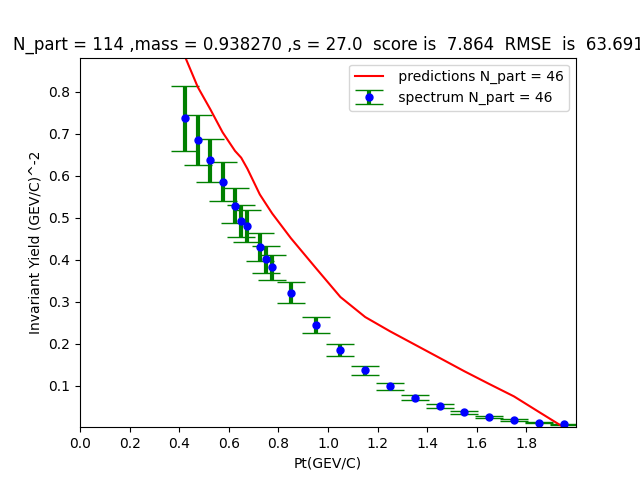 N_part = 114 ,mass = 0.938270 ,s = 27.0  score is  7.864  RMSE  is  63.691
predictions N_part = 46
spectrum N_part = 46
Invariant Yield (GEV/C)^-2
0.8
0.7
0.6
0.5
0.4
0.3
0.2
0.1
0.0 0.2 0.4 0.6 0.8 1.0 1.2 1.4 1.6 1.8
Pt(GEV/C)